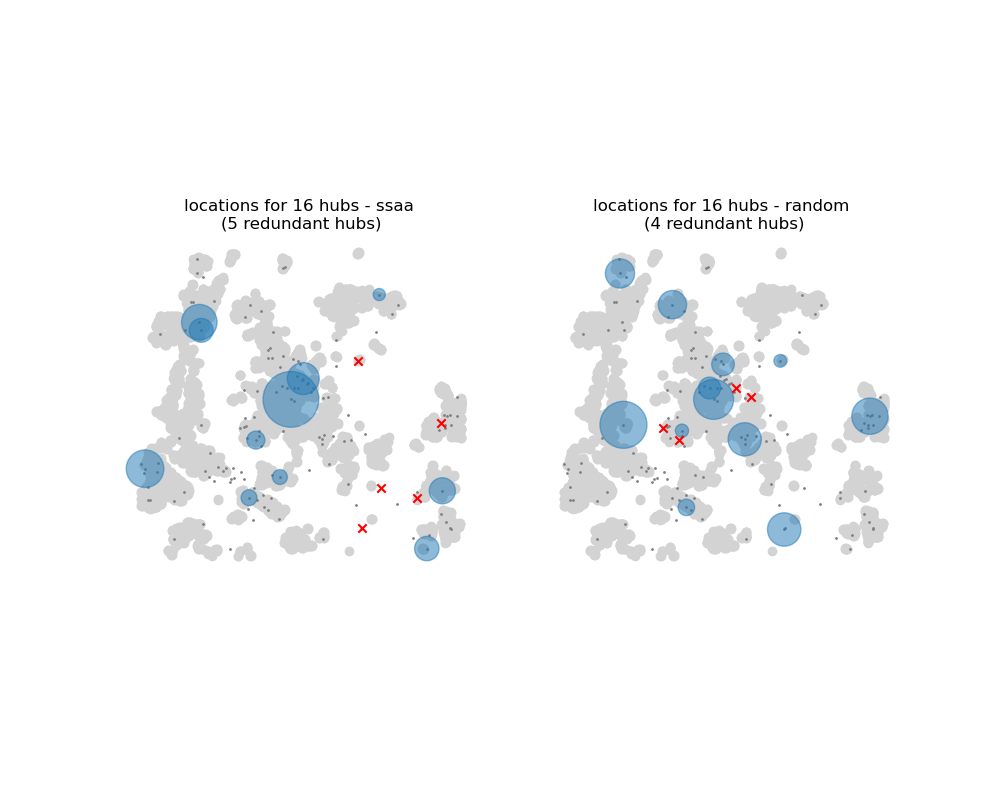 locations for 16 hubs - ssaa
(5 redundant hubs)
locations for 16 hubs - random
(4 redundant hubs)